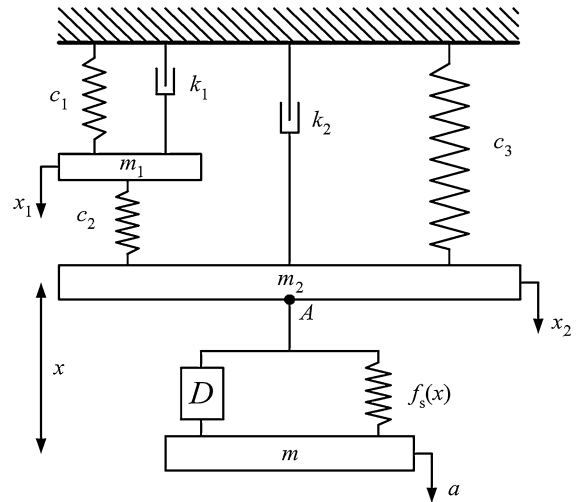 c₁
k₁
k₂
c₃
m₁
x₁
c₂
m₂
A
x₂
x
D
fₛ(x)
m
a